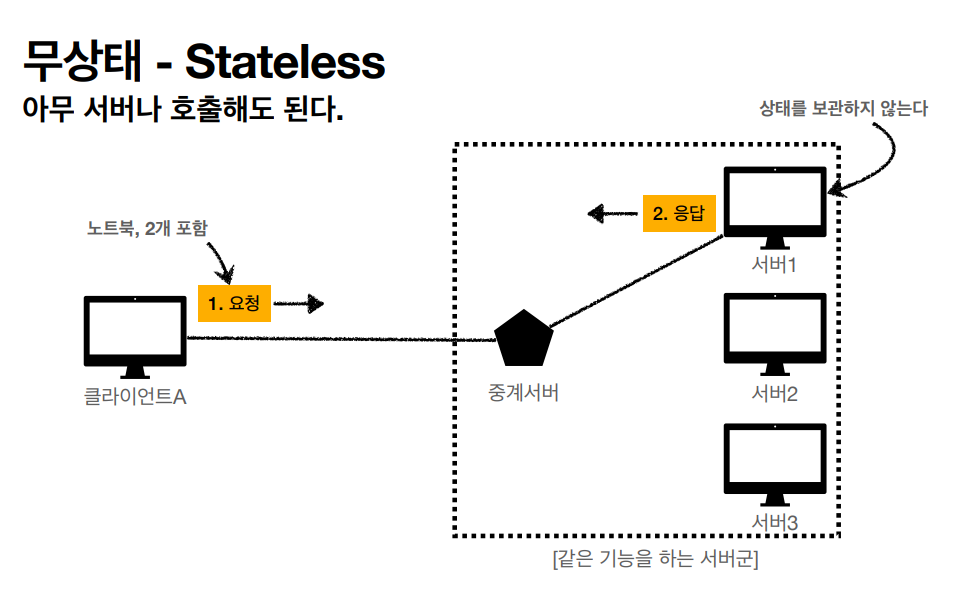 무상태 - Stateless
아무 서버나 호출해도 된다.
상태를 보관하지 않는다
노트북, 2개 포함
1. 요청
2. 응답
클라이언트A
중계서버
서버1
서버2
서버3
[같은 기능을 하는 서버군]